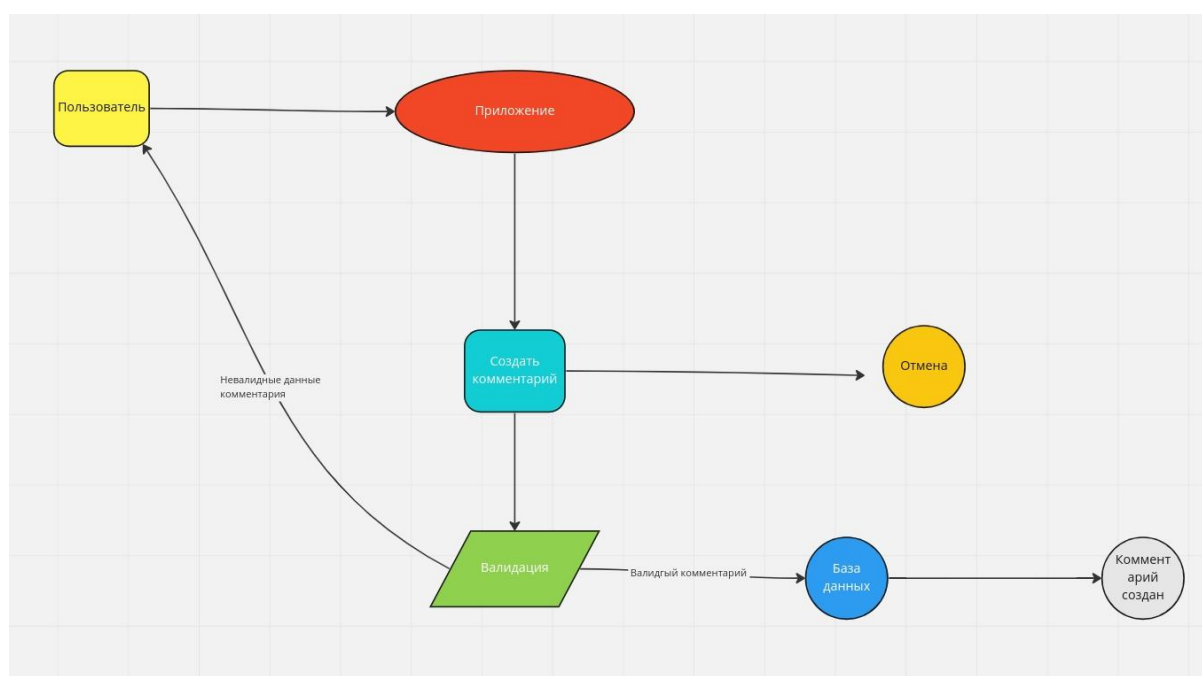 Пользователь
Приложение
Создать
комментарий
Отмена
Невалидные данные
комментария
Валидация
Валидгый комментарий
База
данных
Коммент
арий
создан